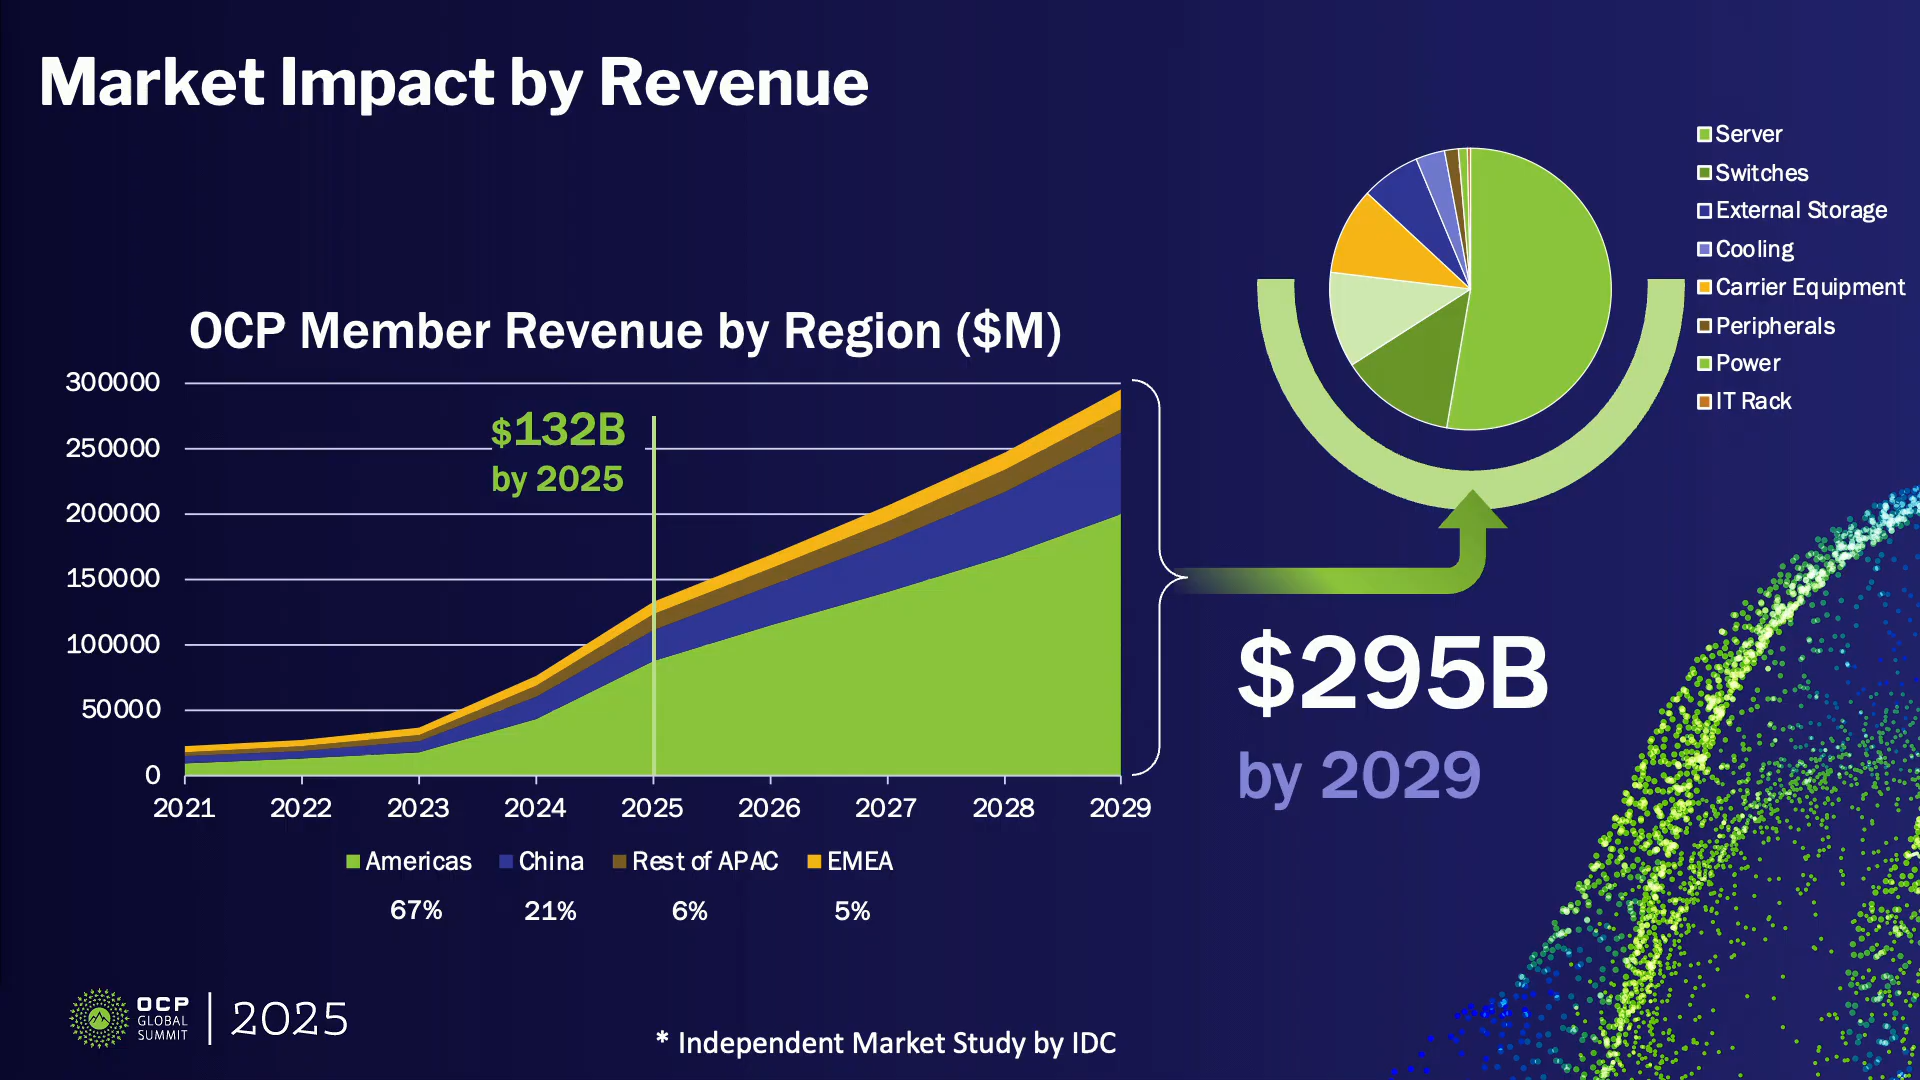 Market Impact by Revenue
OCP Member Revenue by Region ($M)
300000
250000
200000
150000
100000
50000
0
$132B
by 2025
2021 2022 2023 2024 2025 2026 2027 2028 2029
Americas China Rest of APAC EMEA
67% 21% 6% 5%
Server
Switches
External Storage
Cooling
Carrier Equipment
Peripherals
Power
IT Rack
$295B
by 2029
OCP
GLOBAL
SUMMIT
2025
* Independent Market Study by IDC